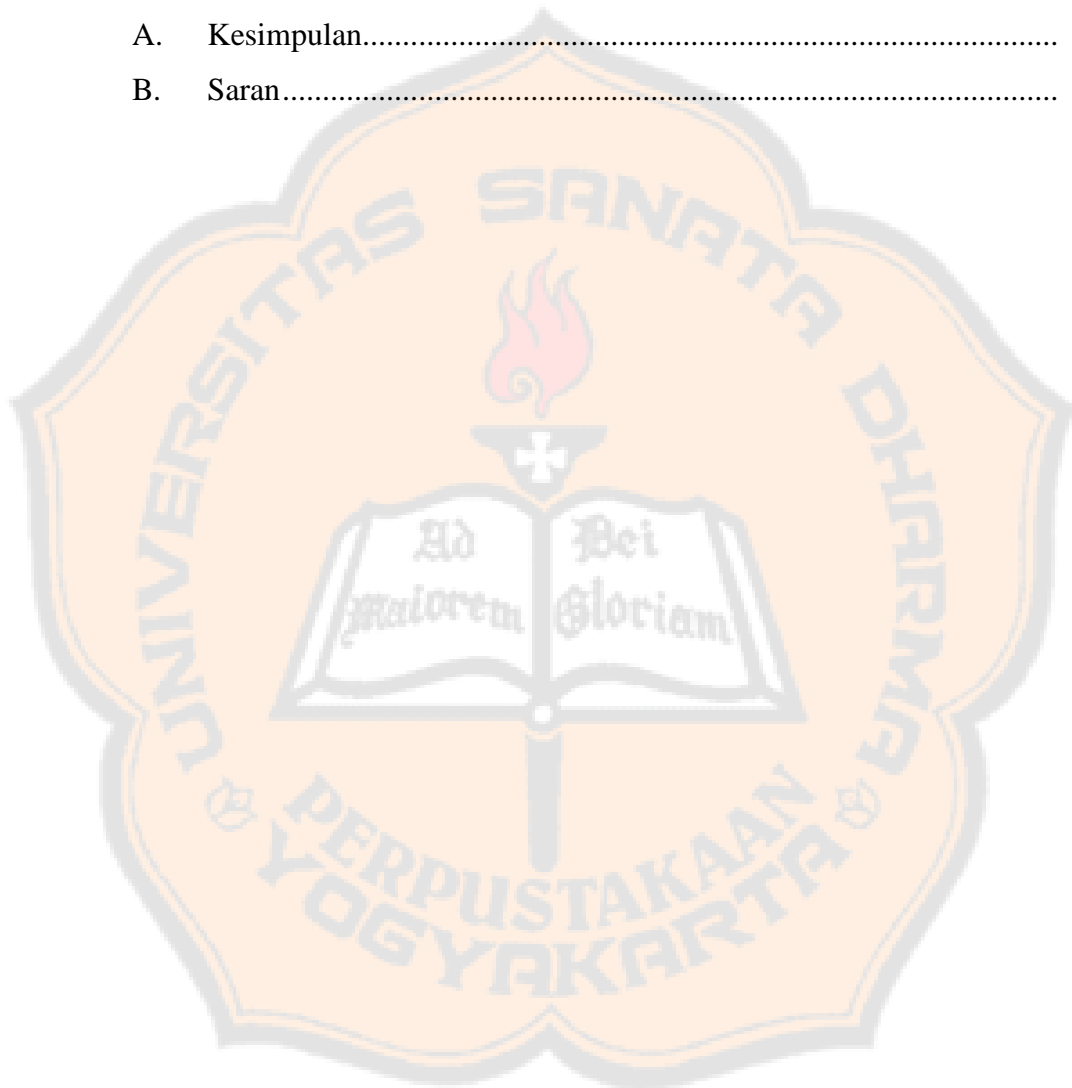 A. Kesimpulan......................................................................................
B. Saran................................................................................................
UNIVERSITAS SANATA DHARMA
Ad Dei
Maiorem Gloriam
PERPUSTAKAAN
YOGYAKARTA